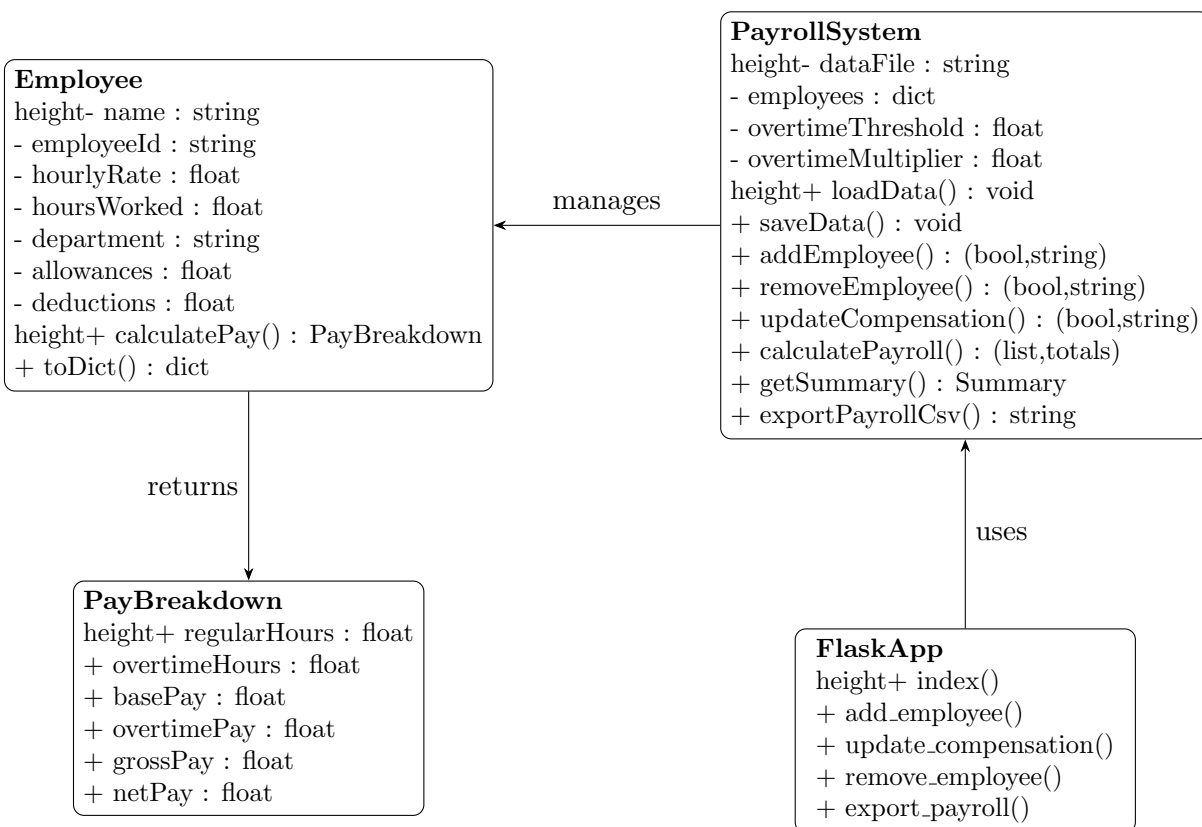 Employee
height- name : string
- employeeId : string
- hourlyRate : float
- hoursWorked : float
- department : string
- allowances : float
- deductions : float
height+ calculatePay() : PayBreakdown
+ toDict() : dict
manages
PayrollSystem
height- dataFile : string
- employees : dict
- overtimeThreshold : float
- overtimeMultiplier : float
height+ loadData() : void
+ saveData() : void
+ addEmployee() : (bool,string)
+ removeEmployee() : (bool,string)
+ updateCompensation() : (bool,string)
+ calculatePayroll() : (list,totals)
+ getSummary() : Summary
+ exportPayrollCsv() : string
returns
uses
PayBreakdown
height+ regularHours : float
+ overtimeHours : float
+ basePay : float
+ overtimePay : float
+ grossPay : float
+ netPay : float
FlaskApp
height+ index()
+ add_employee()
+ update_compensation()
+ remove_employee()
+ export_payroll()